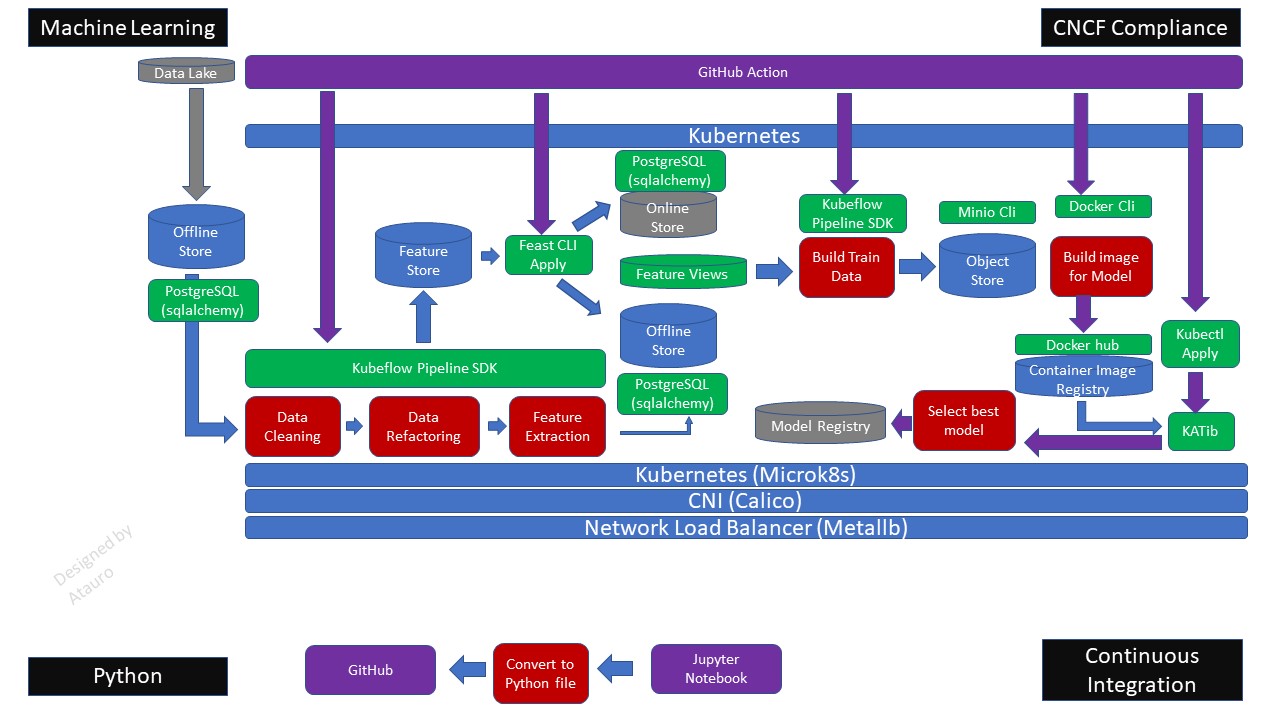 Machine Learning
CNCF Compliance
Data Lake
GitHub Action
Kubernetes
PostgreSQL
(sqlalchemy)
Online
Store
Kubeflow
Pipeline SDK
Minio Cli
Docker Cli
Offline
Store
Feature
Store
Feast CLI
Apply
Feature Views
Build Train
Data
Object
Store
Build image
for Model
PostgreSQL
(sqlalchemy)
Offline
Store
Docker hub
Kubectl
Apply
Kubeflow Pipeline SDK
PostgreSQL
(sqlalchemy)
Container Image
Registry
Data
Cleaning
Data
Refactoring
Feature
Extraction
Model Registry
Select best
model
KATib
Kubernetes (Microk8s)
CNI (Calico)
Network Load Balancer (Metallb)
Designed by
Atauro
Python
GitHub
Convert to
Python file
Jupyter
Notebook
Continuous
Integration